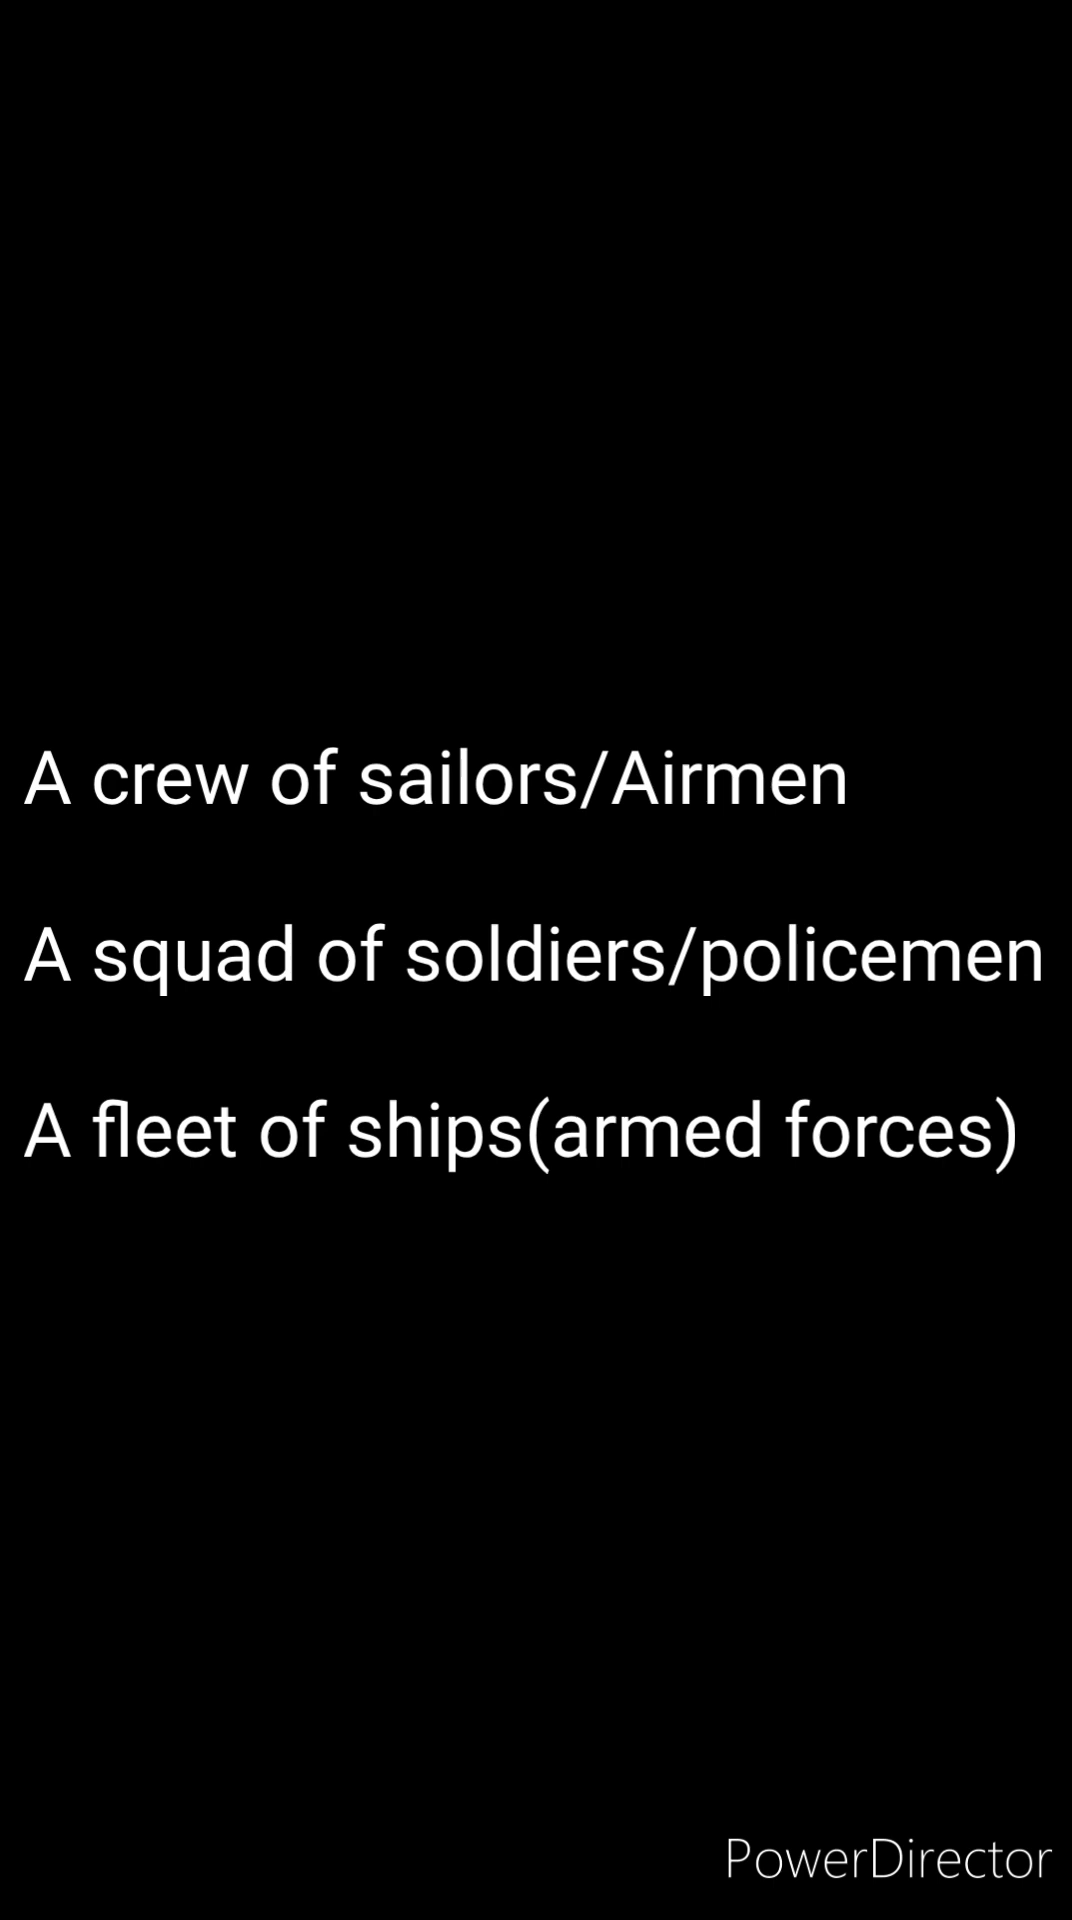 A crew of sailors/Airmen
A squad of soldiers/policemen
A fleet of ships(armed forces)
PowerDirector